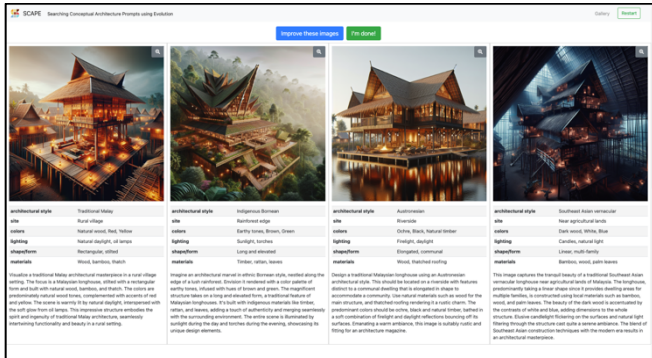 SCAPE Searching Conceptual Architecture Prompts using Evolution Gallery Restart
Improve these images I'm done!
architectural style Traditional Malay
site Rural village
colors Natural wood, Red, Yellow
lighting Natural daylight, oil lamps
shape/form Rectangular, stilted
materials Wood, bamboo, thatch
Visualize a traditional Malay architectural masterpiece in a rural village
setting. The focus is a Malaysian longhouse, stilted with a rectangular
form and built with natural wood, bamboo, and thatch. The colors are
predominantly natural wood tones, complemented with accents of red
and yellow. The scene is warmly lit by natural daylight, interspersed with
the soft glow from oil lamps. This impressive structure embodies the
spirit and ingenuity of traditional Malay architecture, seamlessly
intertwining functionality and beauty in a rural setting.
architectural style Indigenous Bornean
site Rainforest edge
colors Earthy tones, Brown, Green
lighting Sunlight, torches
shape/form Long and elevated
materials Timber, rattan, leaves
Imagine an architectural marvel in ethnic Bornean style, nestled along the
edge of a lush rainforest. Envision it rendered with a color palette of
earthy tones, infused with hues of brown and green. The magnificent
structure takes on a long and elevated form, a traditional feature of
Malaysian longhouses. It's built with indigenous materials like timber,
rattan, and leaves, adding a touch of authenticity and merging seamlessly
with the surrounding environment. The entire scene is illuminated by
sunlight during the day and torches during the evening, showcasing its
unique design elements.
architectural style Austronesian
site Riverside
colors Ochre, Black, Natural timber
lighting Firelight, daylight
shape/form Elongated, communal
materials Wood, thatched roofing
Design a traditional Malaysian longhouse using an Austronesian
architectural style. This should be located on a riverside with features
distinct to a communal dwelling that is elongated in shape to
accommodate a community. Use natural materials such as wood for the
main structure, and thatched roofing rendering it a rustic charm. The
predominant colors should be ochre, black and natural timber, bathed in
a soft combination of firelight and daylight reflections bouncing off its
surfaces. Emanating a warm ambiance, this image is suitably rustic and
fitting for an architecture magazine.
architectural style Southeast Asian vernacular
site Near agricultural lands
colors Dark wood, White, Blue
lighting Candles, natural light
shape/form Linear, multi-family
materials Bamboo, wood, palm leaves
This image captures the tranquil beauty of a traditional Southeast Asian
vernacular longhouse near agricultural lands of Malaysia. The longhouse,
predominantly taking a linear shape since it provides dwelling areas for
multiple families, is constructed using local materials such as bamboo,
wood, and palm leaves. The beauty of the dark wood is accentuated by
the contrasts of white and blue, adding dimensions to the whole
structure. Elusive candlelight flickering on the surfaces and natural light
filtering through the structure cast quite a serene ambiance. The blend of
Southeast Asian construction techniques with the modern era results in
an architectural masterpiece.